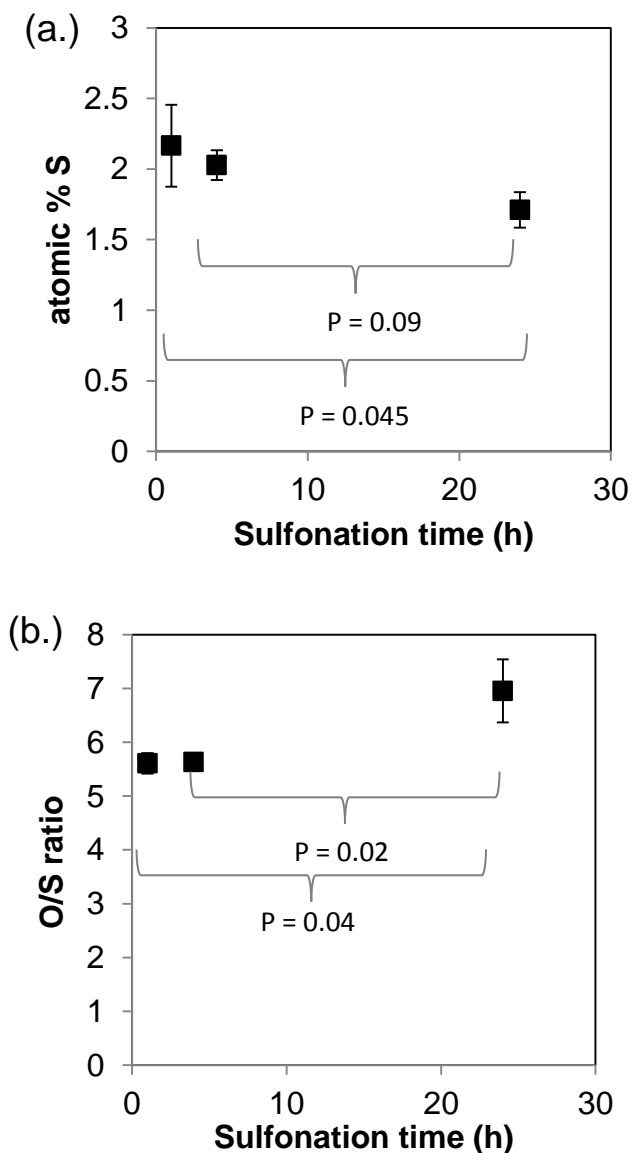 (a.)
3
2.5
2
1.5
1
0.5
0
atomic % S
P = 0.09
P = 0.045
0 10 20 30
Sulfonation time (h)
(b.)
8
7
6
5
4
3
2
1
0
O/S ratio
P = 0.02
P = 0.04
0 10 20 30
Sulfonation time (h)